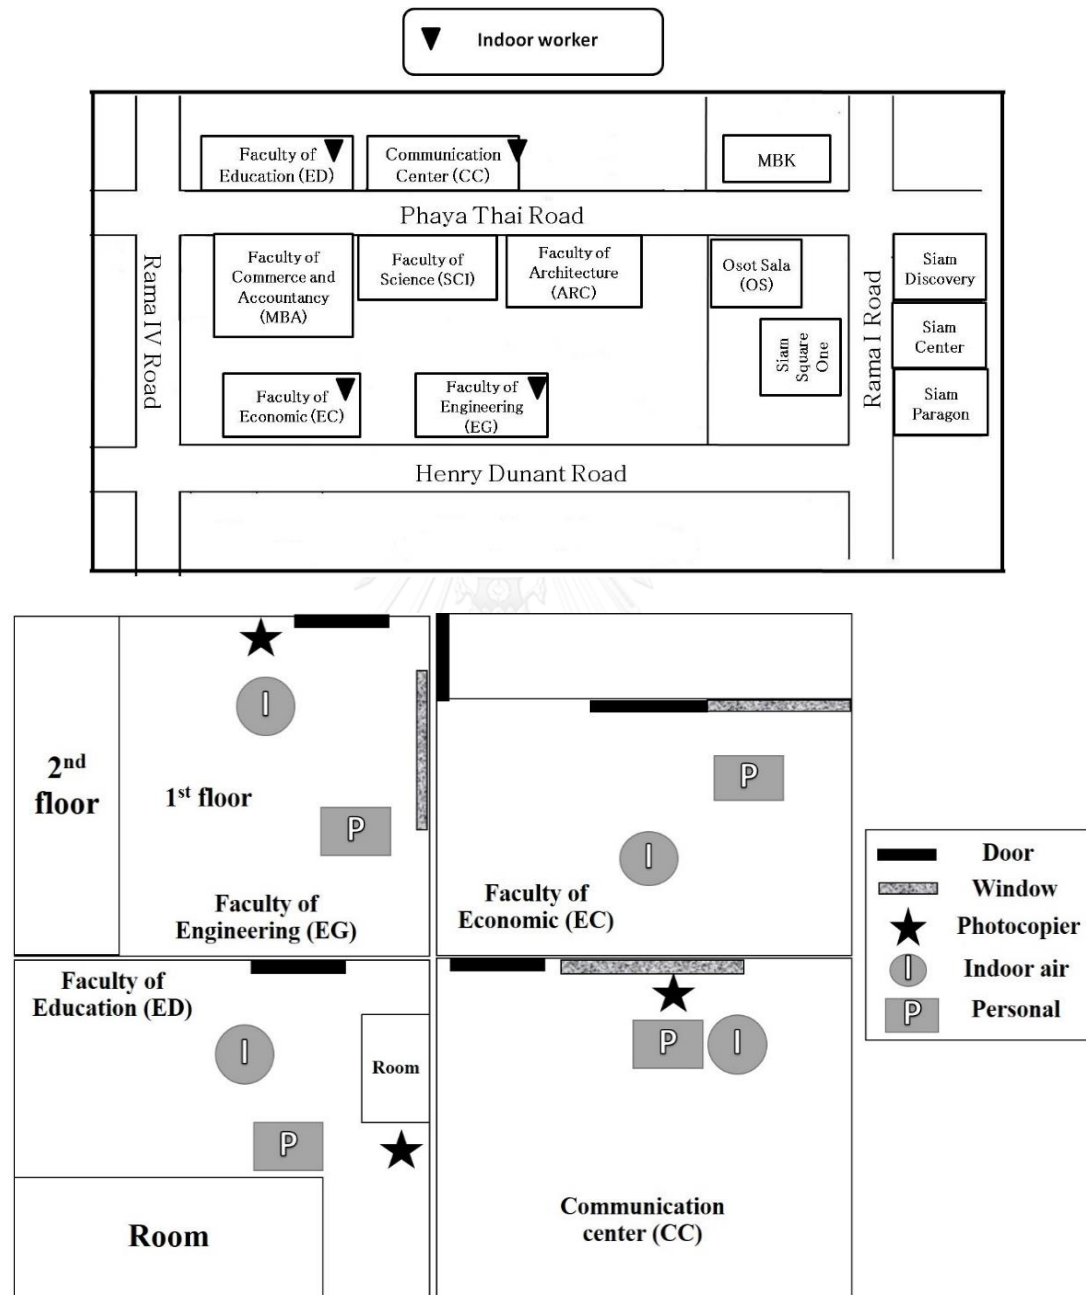 Indoor worker
Faculty of
Education (ED)
Communication
Center (CC)
MBK
Phaya Thai Road
Rama IV Road
Faculty of
Commerce and
Accountancy
(MBA)
Faculty of
Science (SCI)
Faculty of
Architecture
(ARC)
Osot Sala
(OS)
Siam
Square
One
Rama I Road
Siam
Discovery
Siam
Center
Siam
Paragon
Faculty of
Economic (EC)
Faculty of
Engineering
(EG)
Henry Dunant Road
2nd
floor
1st floor
I
P
Faculty of
Engineering (EG)
P
I
Faculty of
Economic (EC)
Door
Window
Photocopier
I Indoor air
P Personal
Faculty of
Education (ED)
I
Room
P
Room
P I
Communication
center (CC)